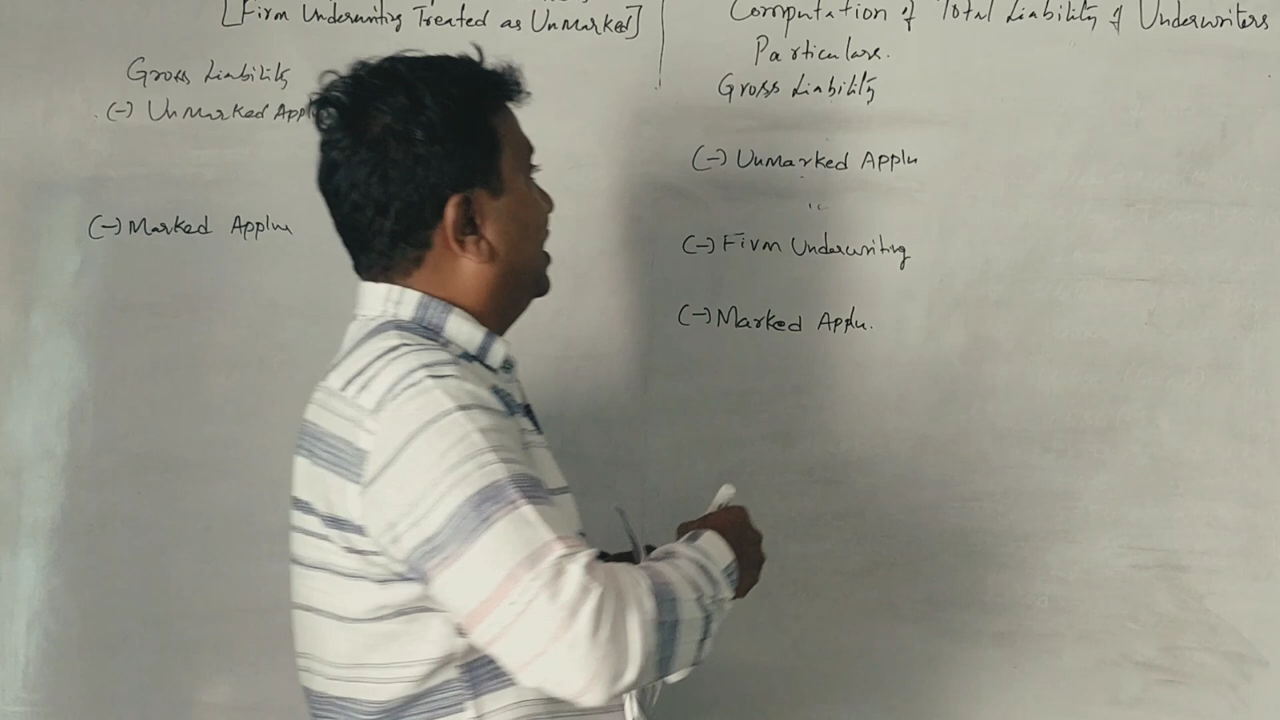 [Firm Underwriting Treated as UnMarked]
Gross Liability
(-) UnMarked Appl
(-) Marked Appln
Computation of Total Liability of Underwriters
Particulars.
Gross Liability
(-) Unmarked Appln
(-) Firm Underwriting
(-) Marked Appln.